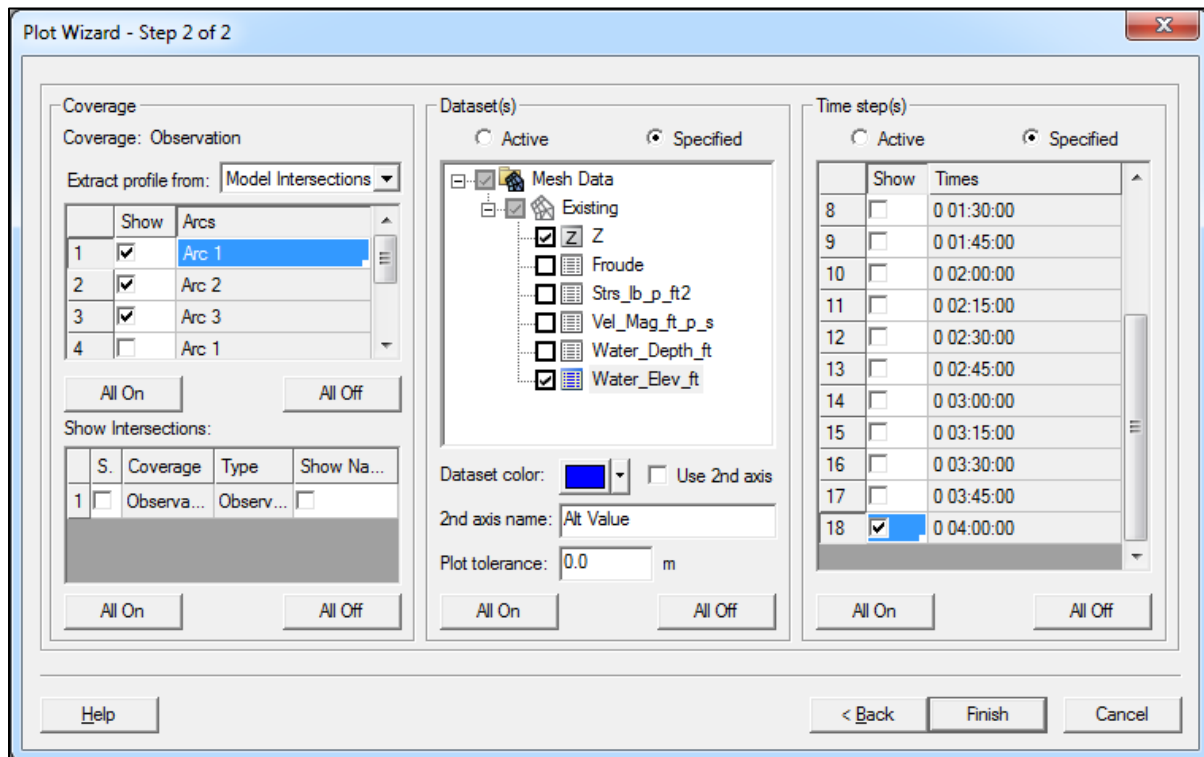 Plot Wizard - Step 2 of 2
Coverage
Coverage: Observation
Extract profile from: Model Intersections
Show Arcs
1 Arc 1
2 Arc 2
3 Arc 3
4 Arc 1
All On All Off
Show Intersections:
S. Coverage Type Show Na...
1 Observa... Observ...
All On All Off
Dataset(s)
Active Specified
Mesh Data
Existing
Z Z
Froude
Strs_lb_p_ft2
Vel_Mag_ft_p_s
Water_Depth_ft
Water_Elev_ft
Dataset color: Use 2nd axis
2nd axis name: Alt Value
Plot tolerance: 0.0 m
All On All Off
Time step(s)
Active Specified
Show Times
8 0 01:30:00
9 0 01:45:00
10 0 02:00:00
11 0 02:15:00
12 0 02:30:00
13 0 02:45:00
14 0 03:00:00
15 0 03:15:00
16 0 03:30:00
17 0 03:45:00
18 0 04:00:00
All On All Off
Help < Back Finish Cancel